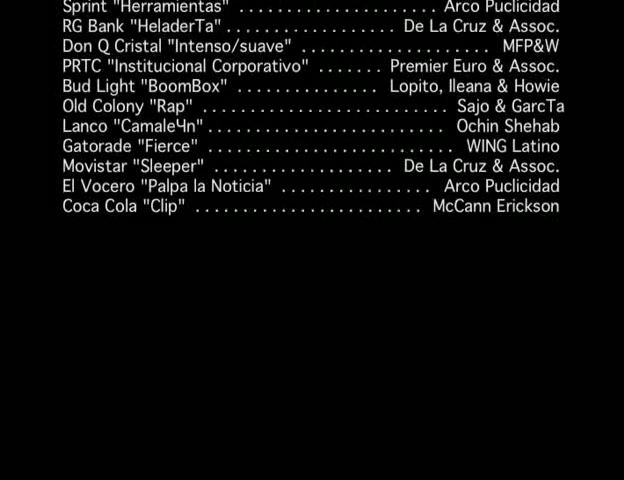 Sprint "Herramientas" .................... Arco Puclicidad
RG Bank "HeladerTa" .................. De La Cruz & Assoc.
Don Q Cristal "Intenso/suave" ................... MFP&W
PRTC "Institucional Corporativo" ....... Premier Euro & Assoc.
Bud Light "BoomBox" ............... Lopito, Ileana & Howie
Old Colony "Rap" .......................... Sajo & GarcTa
Lanco "CamaleЧn" ......................... Ochin Shehab
Gatorade "Fierce" .......................... WING Latino
Movistar "Sleeper" .................... De La Cruz & Assoc.
El Vocero "Palpa la Noticia" ................ Arco Puclicidad
Coca Cola "Clip" ........................ McCann Erickson